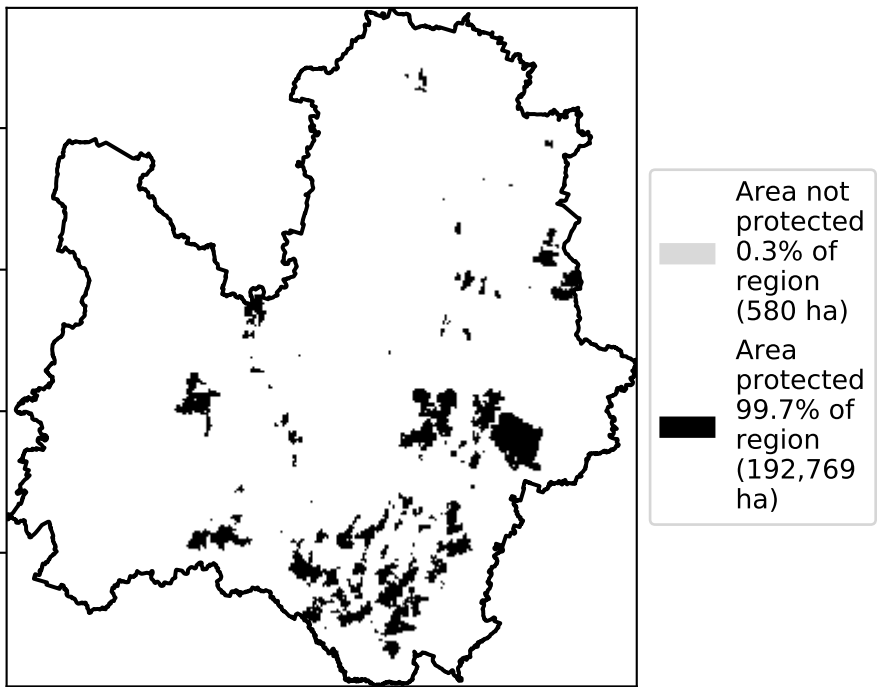 Area not
protected
0.3% of
region
(580 ha)
Area
protected
99.7% of
region
(192,769
ha)